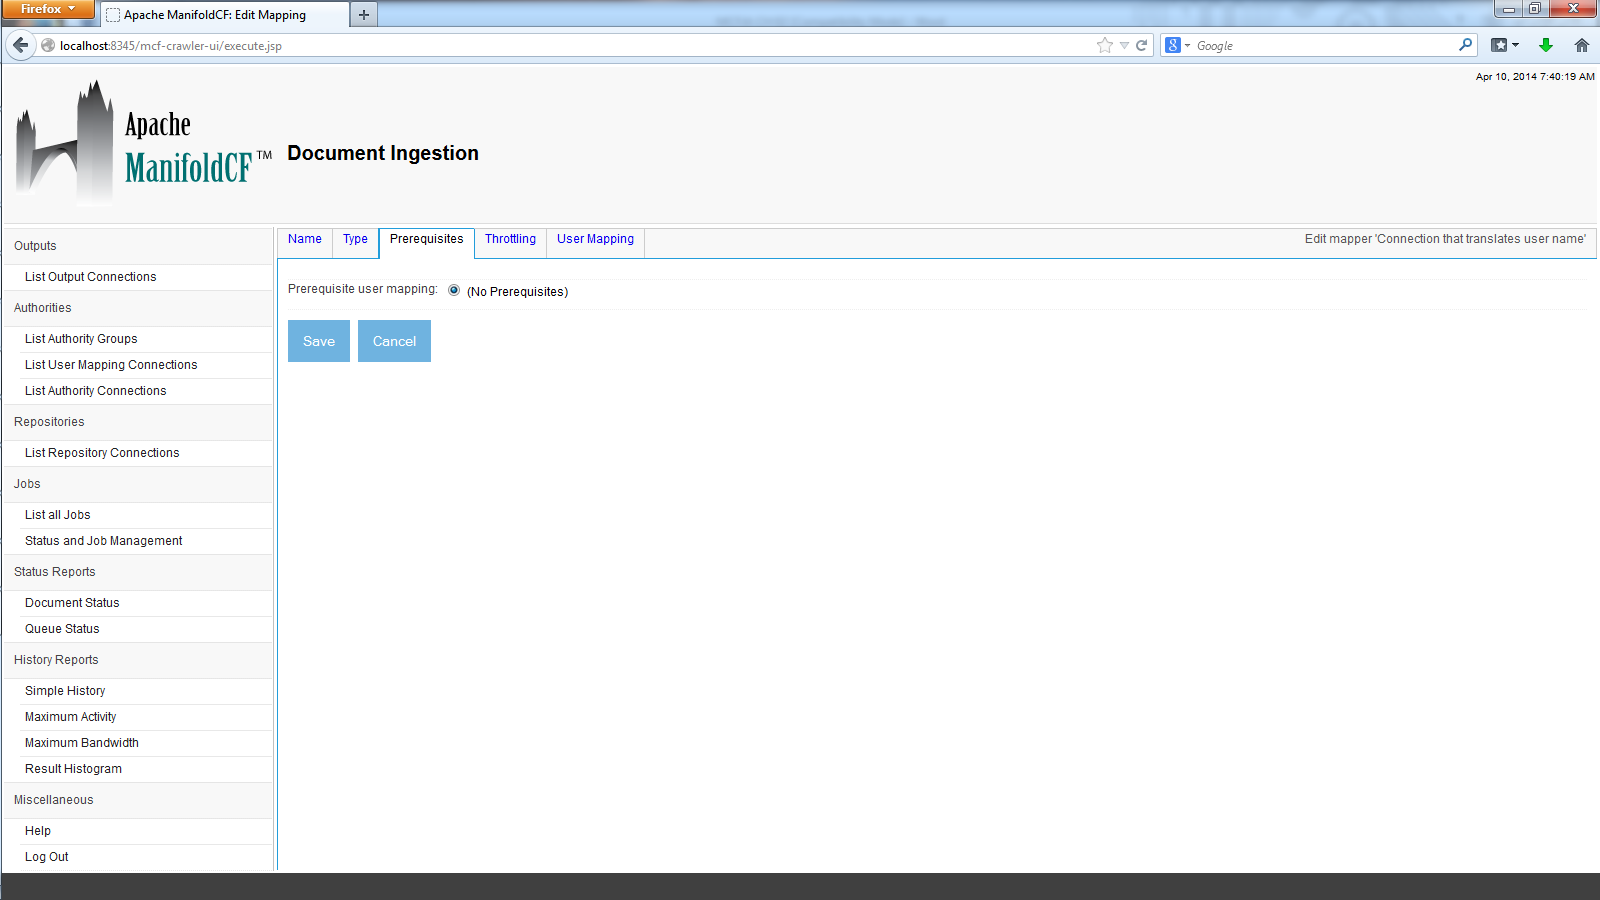 Firefox
Apache ManifoldCF: Edit Mapping
localhost:8345/mcf-crawler-ui/execute.jsp
Google
Apr 10, 2014 7:40:19 AM
Apache
ManifoldCF™
Document Ingestion
Outputs
List Output Connections
Authorities
List Authority Groups
List User Mapping Connections
List Authority Connections
Repositories
List Repository Connections
Jobs
List all Jobs
Status and Job Management
Status Reports
Document Status
Queue Status
History Reports
Simple History
Maximum Activity
Maximum Bandwidth
Result Histogram
Miscellaneous
Help
Log Out
Name Type Prerequisites Throttling User Mapping Edit mapper 'Connection that translates user name'
Prerequisite user mapping: (No Prerequisites)
Save Cancel